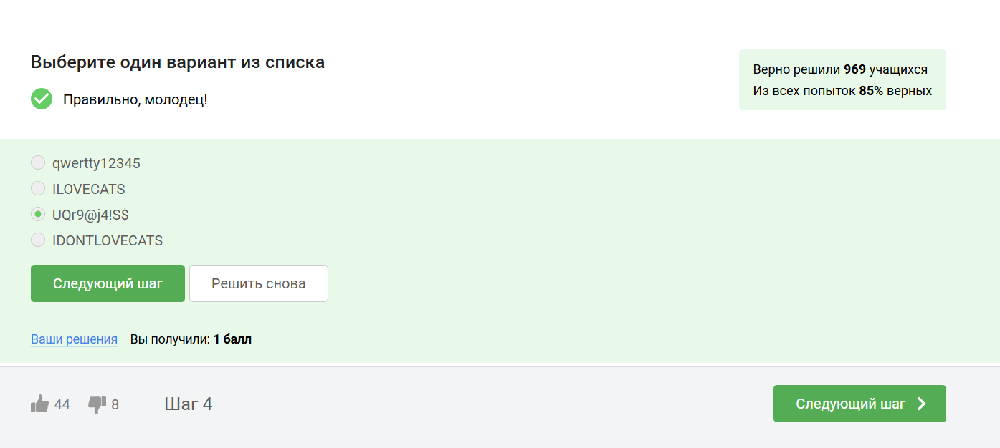 Выберите один вариант из списка
Правильно, молодец!
Верно решили 969 учащихся
Из всех попыток 85% верных
qwertty12345
ILOVECATS
UQr9@j4!S$
IDONTLOVECATS
Следующий шаг
Решить снова
Ваши решения Вы получили: 1 балл
44 8 Шаг 4
Следующий шаг